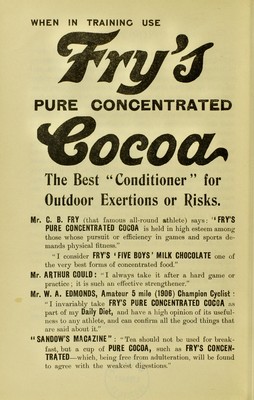 WHEN IN TRAINING USE
Fry's
PURE CONCENTRATED
Cocoa
The Best "Conditioner" for
Outdoor Exertions or Risks.
Mr. C. B. FRY (that famous all-round athlete) says: "FRY'S
PURE CONCENTRATED COCOA is held in high esteem among
those whose pursuit or efficiency in games and sports de-
mands physical fitness."
"I consider FRY'S 'FIVE BOYS' MILK CHOCOLATE one of
the very best forms of concentrated food."
Mr. ARTHUR GOULD: "I always take it after a hard game or
practice; it is such an effective strengthener."
Mr. W. A. EDMONDS, Amateur 5 mile (1906) Champion Cyclist:
"I invariably take FRY'S PURE CONCENTRATED COCOA as
part of my Daily Diet, and have a high opinion of its useful-
ness to any athlete, and can confirm all the good things that
are said about it."
"SANDOW'S MAGAZINE": "Tea should not be used for break-
fast, but a cup of PURE COCOA, such as FRY'S CONCEN-
TRATED—which, being free from adulteration, will be found
to agree with the weakest digestions."